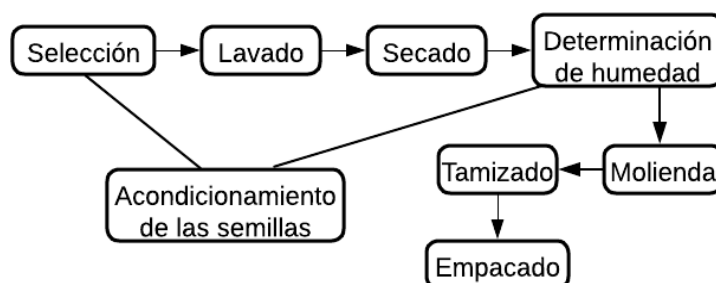 Selección
Lavado
Secado
Determinación
de humedad
Tamizado
Molienda
Acondicionamiento
de las semillas
Empacado